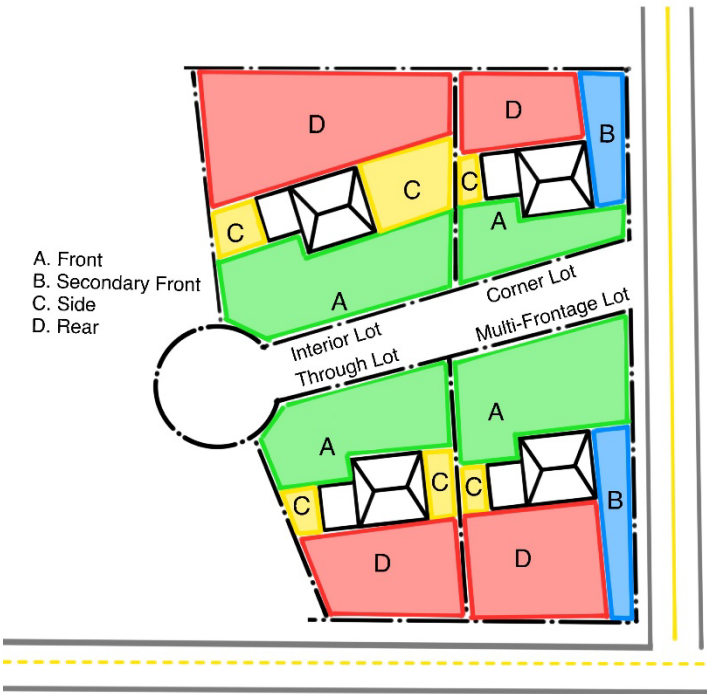 D
D
B
C
C
C
A
A. Front
B. Secondary Front
C. Side
D. Rear
A
Corner Lot
Interior Lot
Multi-Frontage Lot
Through Lot
A
A
C
C
C
B
D
D